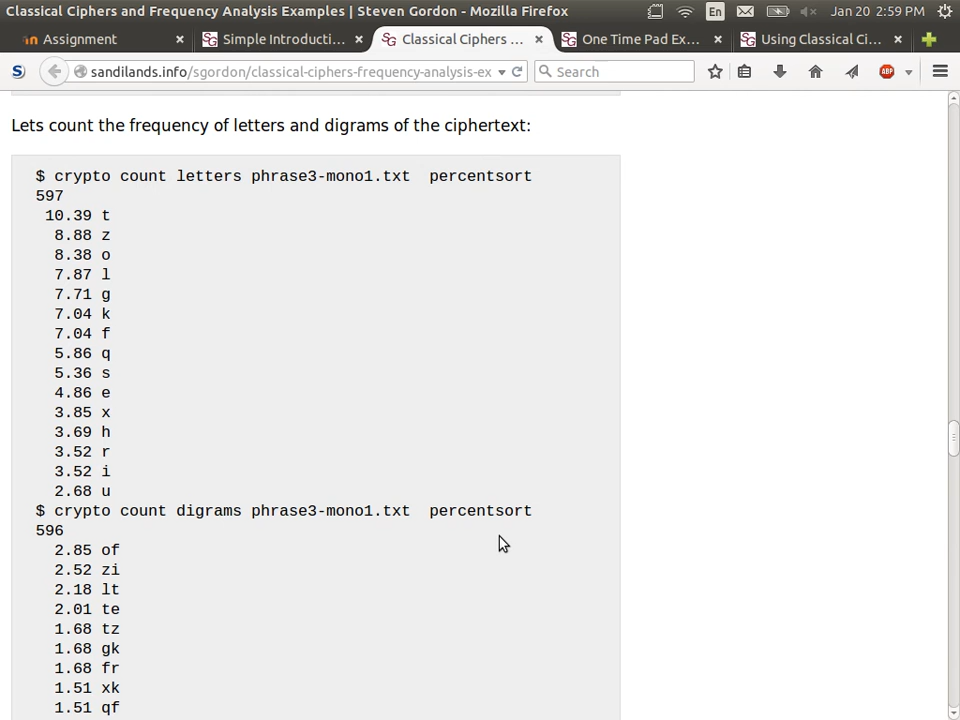 Classical Ciphers and Frequency Analysis Examples | Steven Gordon - Mozilla Firefox
En
Jan 20 2:59 PM
Assignment
Simple Introducti...
Classical Ciphers ...
One Time Pad Ex...
Using Classical Ci...
S
sandilands.info/sgordon/classical-ciphers-frequency-analysis-ex
Search
ABP
Lets count the frequency of letters and digrams of the ciphertext:
$ crypto count letters phrase3-mono1.txt  percentsort
597
10.39 t
8.88 z
8.38 o
7.87 l
7.71 g
7.04 k
7.04 f
5.86 q
5.36 s
4.86 e
3.85 x
3.69 h
3.52 r
3.52 i
2.68 u
$ crypto count digrams phrase3-mono1.txt  percentsort
596
2.85 of
2.52 zi
2.18 lt
2.01 te
1.68 tz
1.68 gk
1.68 fr
1.51 xk
1.51 qf